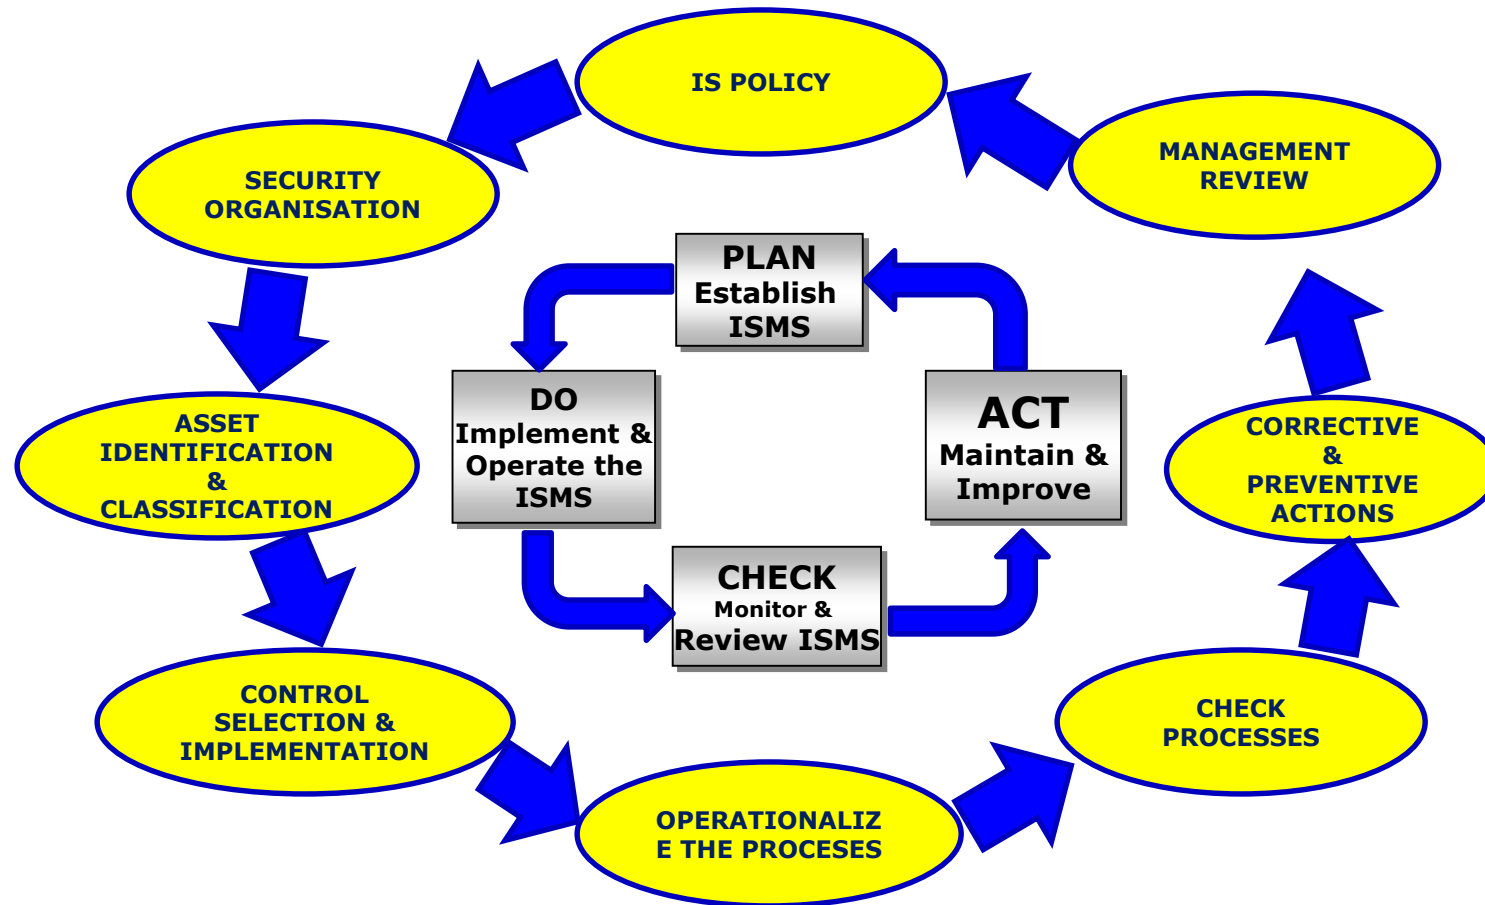 IS POLICY
MANAGEMENT
REVIEW
SECURITY
ORGANISATION
PLAN
Establish
ISMS
DO
Implement &
Operate the
ISMS
ACT
Maintain &
Improve
ASSET
IDENTIFICATION
&
CLASSIFICATION
CORRECTIVE
&
PREVENTIVE
ACTIONS
CHECK
Monitor &
Review ISMS
CONTROL
SELECTION &
IMPLEMENTATION
CHECK
PROCESSES
OPERATIONALIZ
E THE PROCESES